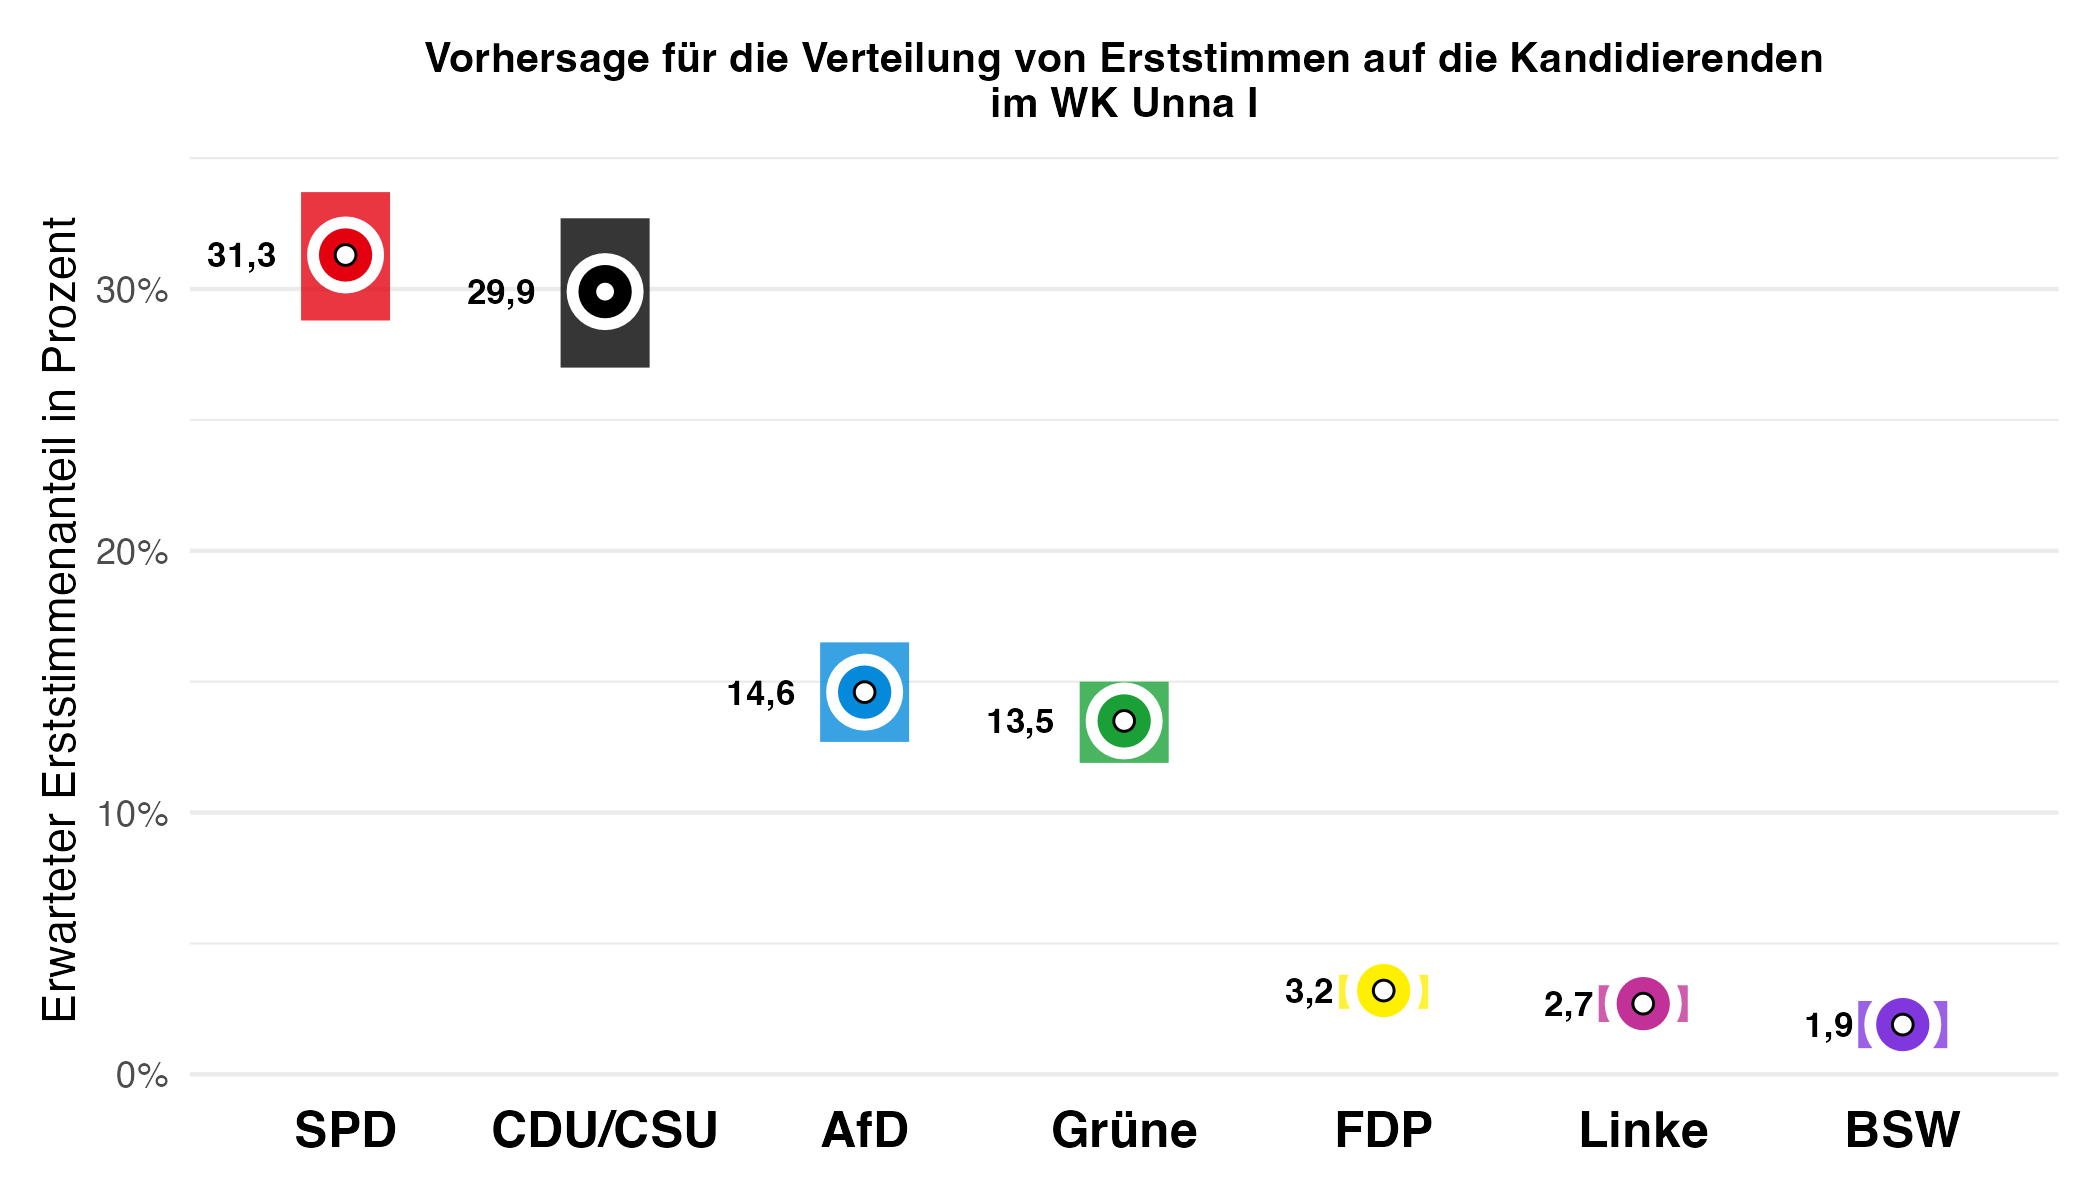 Vorhersage für die Verteilung von Erststimmen auf die Kandidierenden
im WK Unna I
Erwarteter Erststimmenanteil in Prozent
30%
20%
10%
0%
31,3
29,9
14,6
13,5
3,2
2,7
1,9
SPD
CDU/CSU
AfD
Grüne
FDP
Linke
BSW